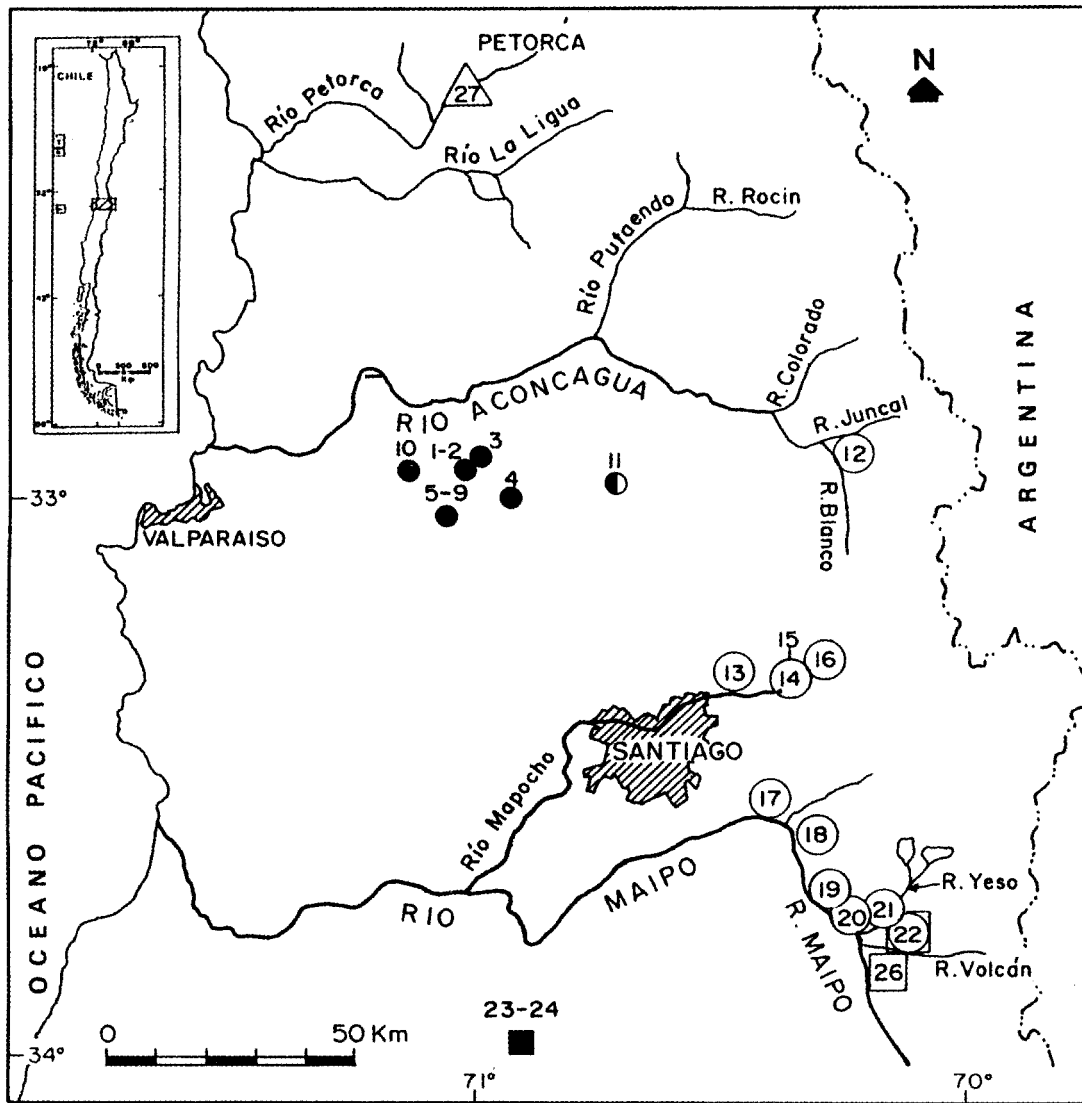 CHILE
PETORCA
N
27
Río Petorca
Río La Ligua
R. Rocin
Río Putaendo
R. Colorado
RIO ACONCAGUA
R. Juncal
12
R. Blanco
10
1-2
3
11
5-9
4
33°
VALPARAISO
ARGENTINA
OCEANO PACIFICO
15
13
14
16
SANTIAGO
Río Mapocho
17
18
RIO MAIPO
19
20
21
R. Yeso
22
R. MAIPO
26
R. Volcán
23-24
0
50 Km
34°
71°
70°